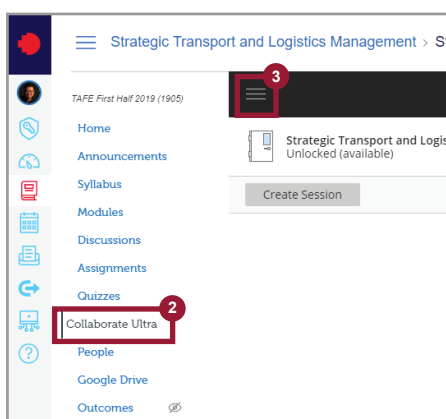 Strategic Transport and Logistics Management > S
3
TAFE First Half 2019 (1905)
Home
Announcements
Syllabus
Modules
Discussions
Assignments
Quizzes
2
Collaborate Ultra
People
Google Drive
Outcomes
Strategic Transport and Logis
Unlocked (available)
Create Session